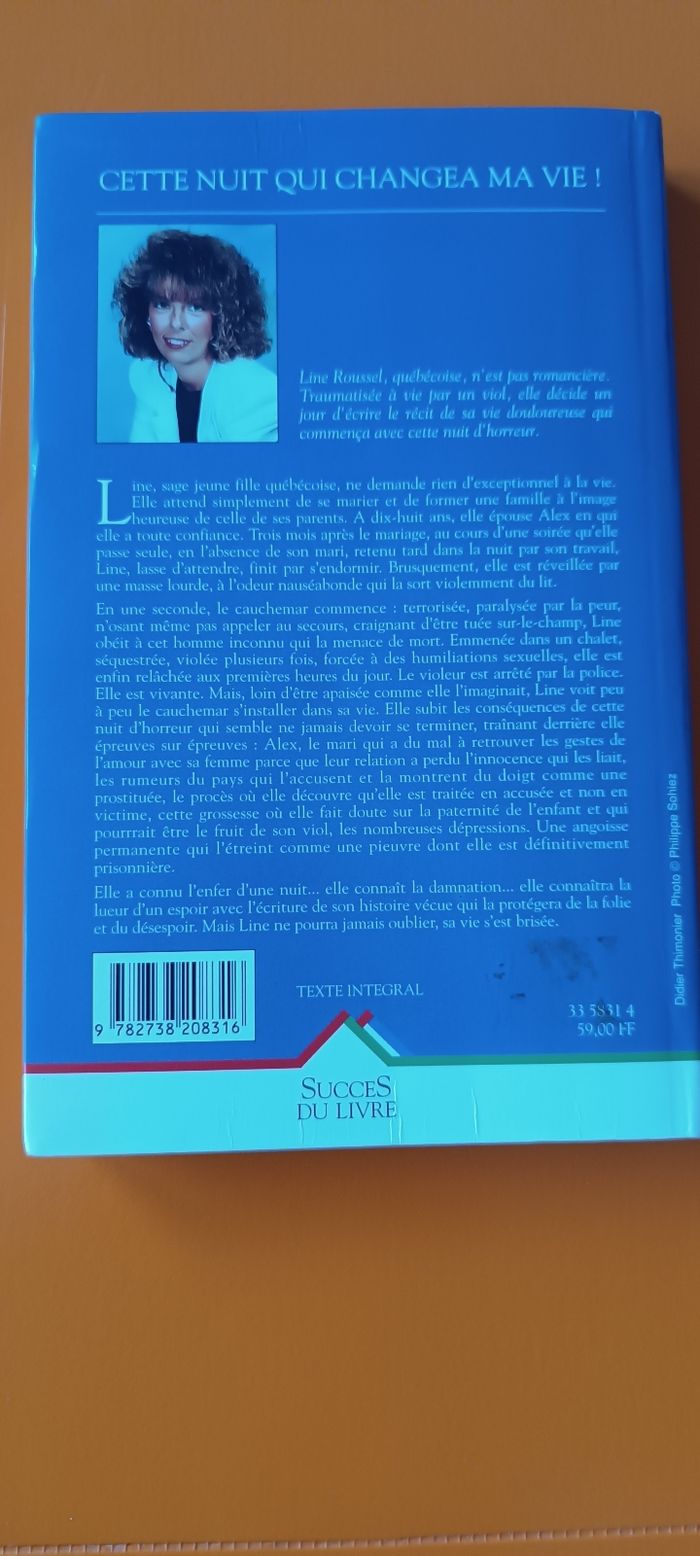 CETTE NUIT QUI CHANGEA MA VIE !
Line Roussel, québécoise, n'est pas romancière.
Traumatisée à vie par un viol, elle décide un
jour d'écrire le récit de sa vie douloureuse qui
commença avec cette nuit d'horreur.
Line, sage jeune fille québécoise, ne demande rien d'exceptionnel à la vie.
Elle attend simplement de se marier et de former une famille à l'image
heureuse de celle de ses parents. A dix-huit ans, elle épouse Alex en qui
elle a toute confiance. Trois mois après le mariage, au cours d'une soirée qu'elle
passe seule, en l'absence de son mari, retenu tard dans la nuit par son travail,
Line, lasse d'attendre, finit par s'endormir. Brusquement, elle est réveillée par
une masse lourde, à l'odeur nauséabonde qui la sort violemment du lit.
En une seconde, le cauchemar commence : terrorisée, paralysée par la peur,
n'osant même pas appeler au secours, craignant d'être tuée sur-le-champ, Line
obéit à cet homme inconnu qui la menace de mort. Emmenée dans un chalet,
séquestrée, violée plusieurs fois, forcée à des humiliations sexuelles, elle est
enfin relâchée aux premières heures du jour. Le violeur est arrêté par la police.
Elle est vivante. Mais, loin d'être apaisée comme elle l'imaginait, Line voit peu
à peu le cauchemar s'installer dans sa vie. Elle subit les conséquences de cette
nuit d'horreur qui semble ne jamais devoir se terminer, traînant derrière elle
épreuves sur épreuves : Alex, le mari qui a du mal à retrouver les gestes de
l'amour avec sa femme parce que leur relation a perdu l'innocence qui les liait,
les rumeurs du pays qui l'accusent et la montrent du doigt comme une
prostituée, le procès où elle découvre qu'elle est traitée en accusée et non en
victime, cette grossesse où elle fait doute sur la paternité de l'enfant et qui
pourrrait être le fruit de son viol, les nombreuses dépressions. Une angoisse
permanente qui l'étreint comme une pieuvre dont elle est définitivement
prisonnière.
Elle a connu l'enfer d'une nuit... elle connaît la damnation... elle connaîtra la
lueur d'un espoir avec l'écriture de son histoire vécue qui la protégera de la folie
et du désespoir. Mais Line ne pourra jamais oublier, sa vie s'est brisée.
9 782738 208316
TEXTE INTEGRAL
33 5831 4
59,00 FF
SUCCES
DU LIVRE
Didier Thimonier Photo © Philippe Sohiez